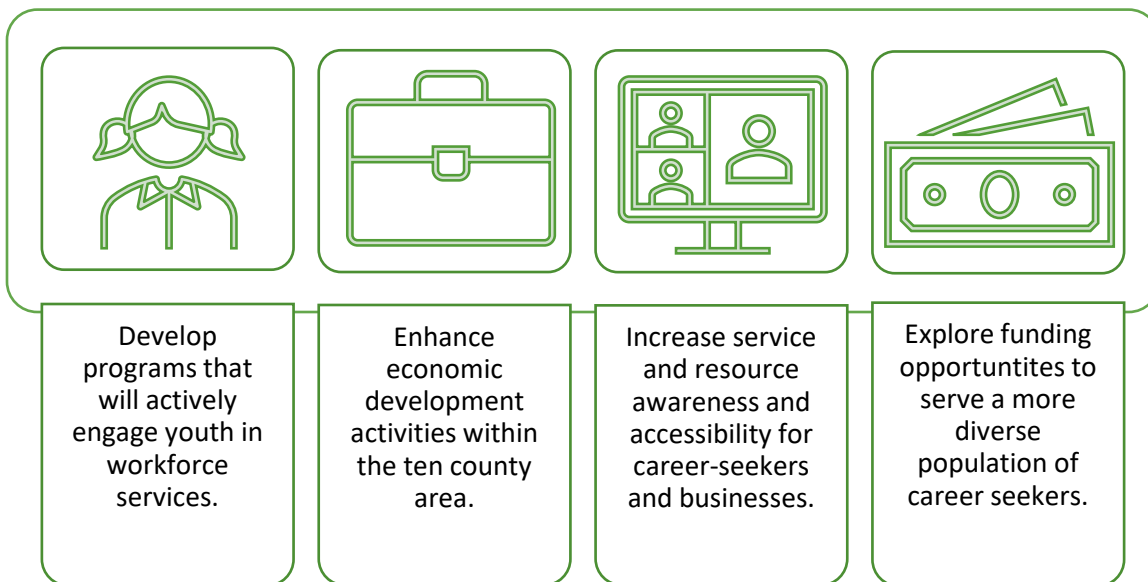 Develop
programs that
will actively
engage youth in
workforce
services.
Enhance
economic
development
activities within
the ten county
area.
Increase service
and resource
awareness and
accessibility for
career-seekers
and businesses.
Explore funding
opportuntites to
serve a more
diverse
population of
career seekers.